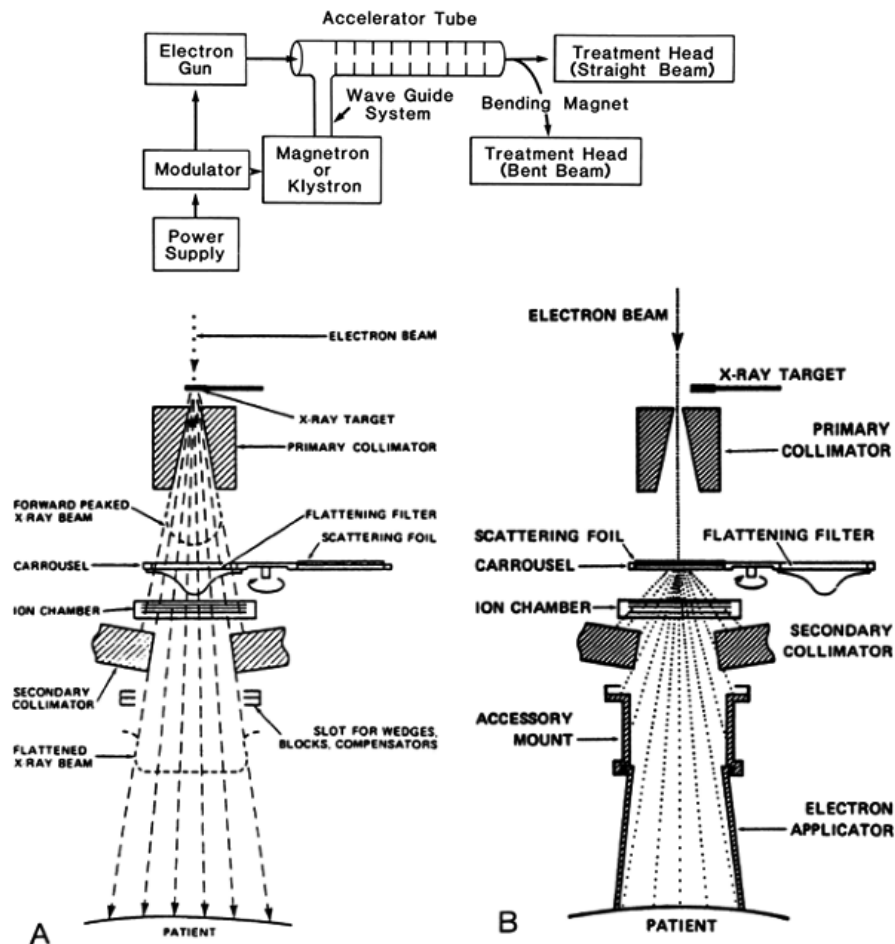 Accelerator Tube
Electron
Gun
Treatment Head
(Straight Beam)
Wave Guide
System
Bending Magnet
Modulator
Magnetron
or
Klystron
Treatment Head
(Bent Beam)
Power
Supply
ELECTRON BEAM
X-RAY TARGET
PRIMARY COLLIMATOR
FORWARD PEAKED
X-RAY BEAM
FLATTENING FILTER
SCATTERING FOIL
CARROUSEL
ION CHAMBER
SECONDARY
COLLIMATOR
SLOT FOR WEDGES,
BLOCKS, COMPENSATORS
FLATTENED
X-RAY BEAM
A
PATIENT
ELECTRON BEAM
X-RAY TARGET
PRIMARY
COLLIMATOR
SCATTERING FOIL
FLATTENING FILTER
CARROUSEL
ION CHAMBER
SECONDARY
COLLIMATOR
ACCESSORY
MOUNT
ELECTRON
APPLICATOR
B
PATIENT